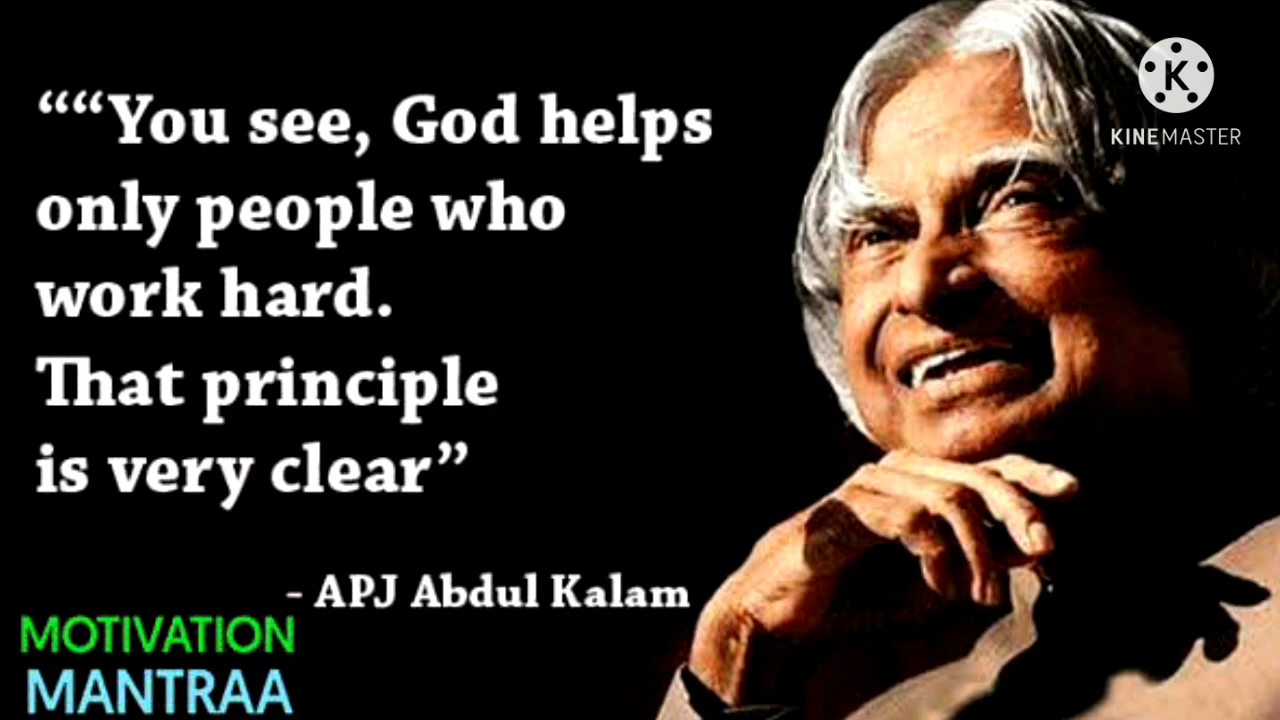 ““You see, God helps
only people who
work hard.
That principle
is very clear”
- APJ Abdul Kalam
MOTIVATION
MANTRAA
K
KINEMASTER